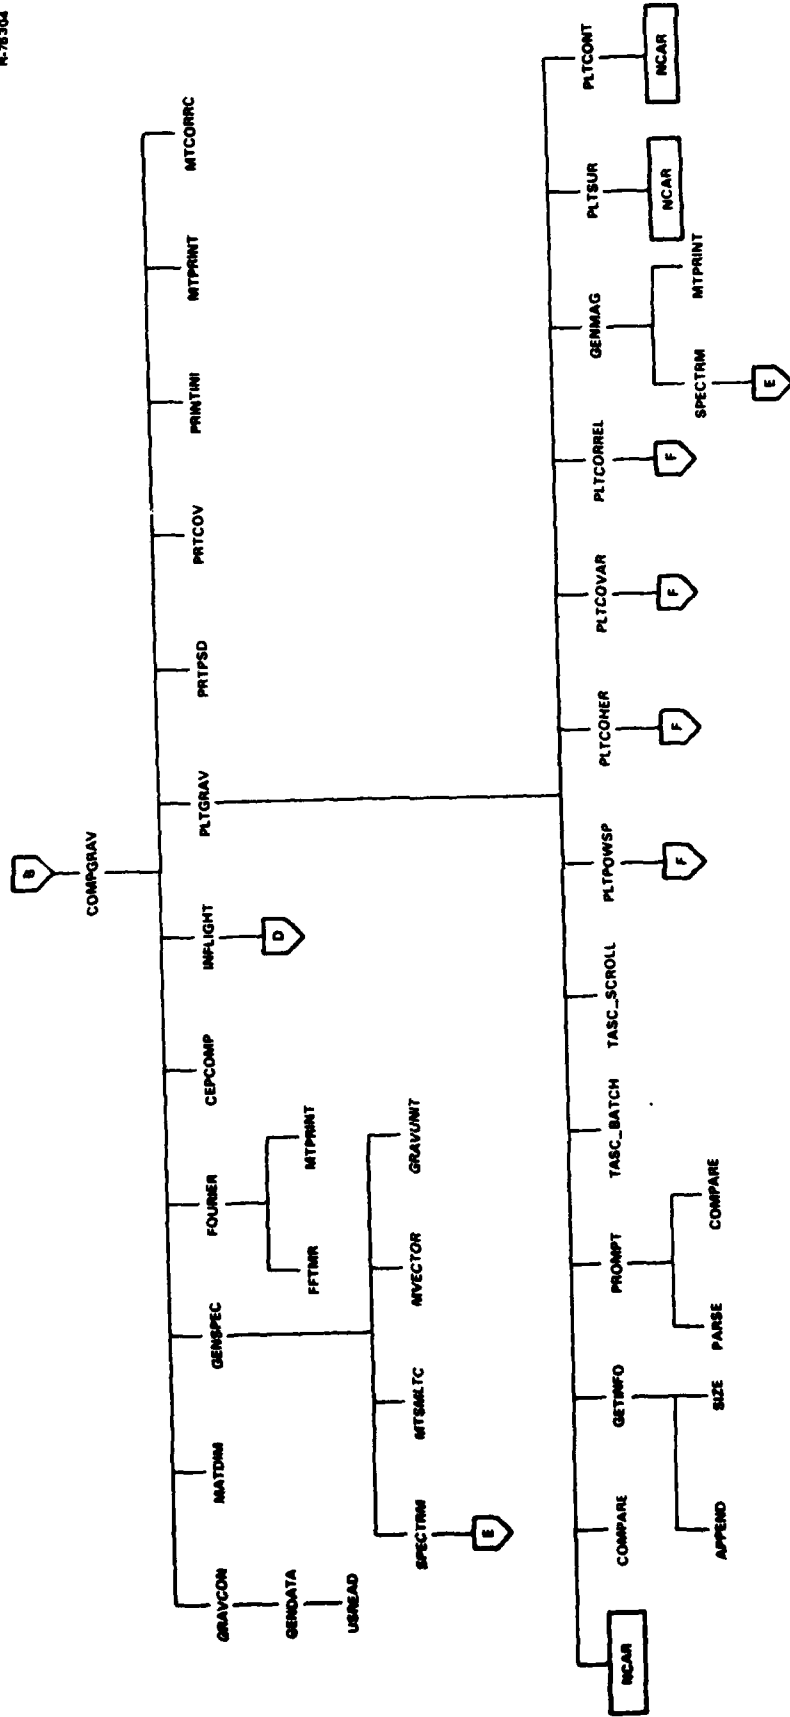 R-78304
B
COMPGRAV
GRAVCON
MATDIM
GENSPEC
FOURIER
CEPCOMP
INFLIGHT
PLTGRAV
PRTPSD
PRTCOV
PRINTINI
MTPRINT
MTCORRC
GENDATA
USREAD
FFTMR
MTPRINT
D
SPECTRM
MTSMLTC
MVECTOR
GRAVUNIT
E
NCAR
COMPARE
GETINFO
PROMPT
TASC_BATCH
TASC_SCROLL
PLTPOWSP
PLTCOHER
PLTCOVAR
PLTCORREL
GENMAG
PLTSUR
PLTCONT
APPEND
SIZE
PARSE
COMPARE
F
F
F
F
SPECTRM
MTPRINT
NCAR
NCAR
E